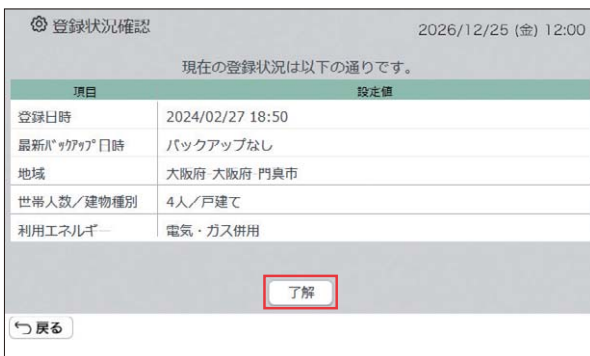 登録状況確認
2026/12/25 (金) 12:00
現在の登録状況は以下の通りです。
項目 設定値
登録日時 2024/02/27 18:50
最新ﾊﾞｯｸｱｯﾌﾟ日時 バックアップなし
地域 大阪府-大阪府-門真市
世帯人数／建物種別 4人／戸建て
利用エネルギー 電気・ガス併用
了解
戻る